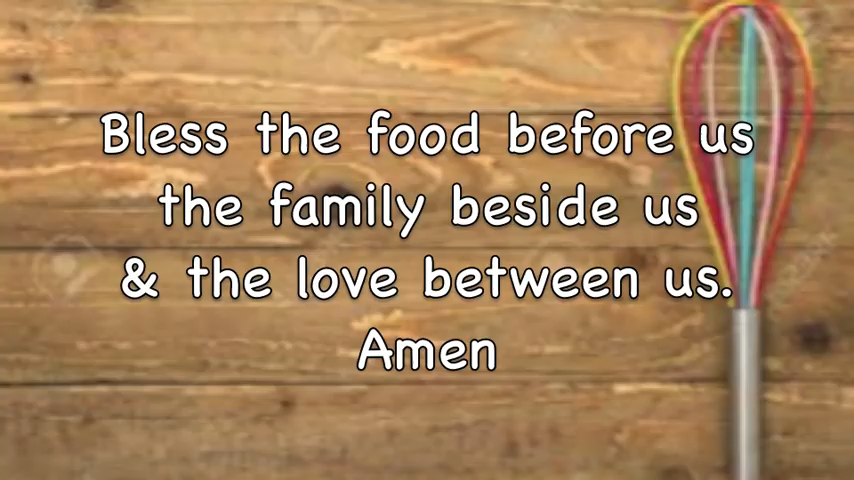 Bless the food before us
the family beside us
& the love between us.
Amen